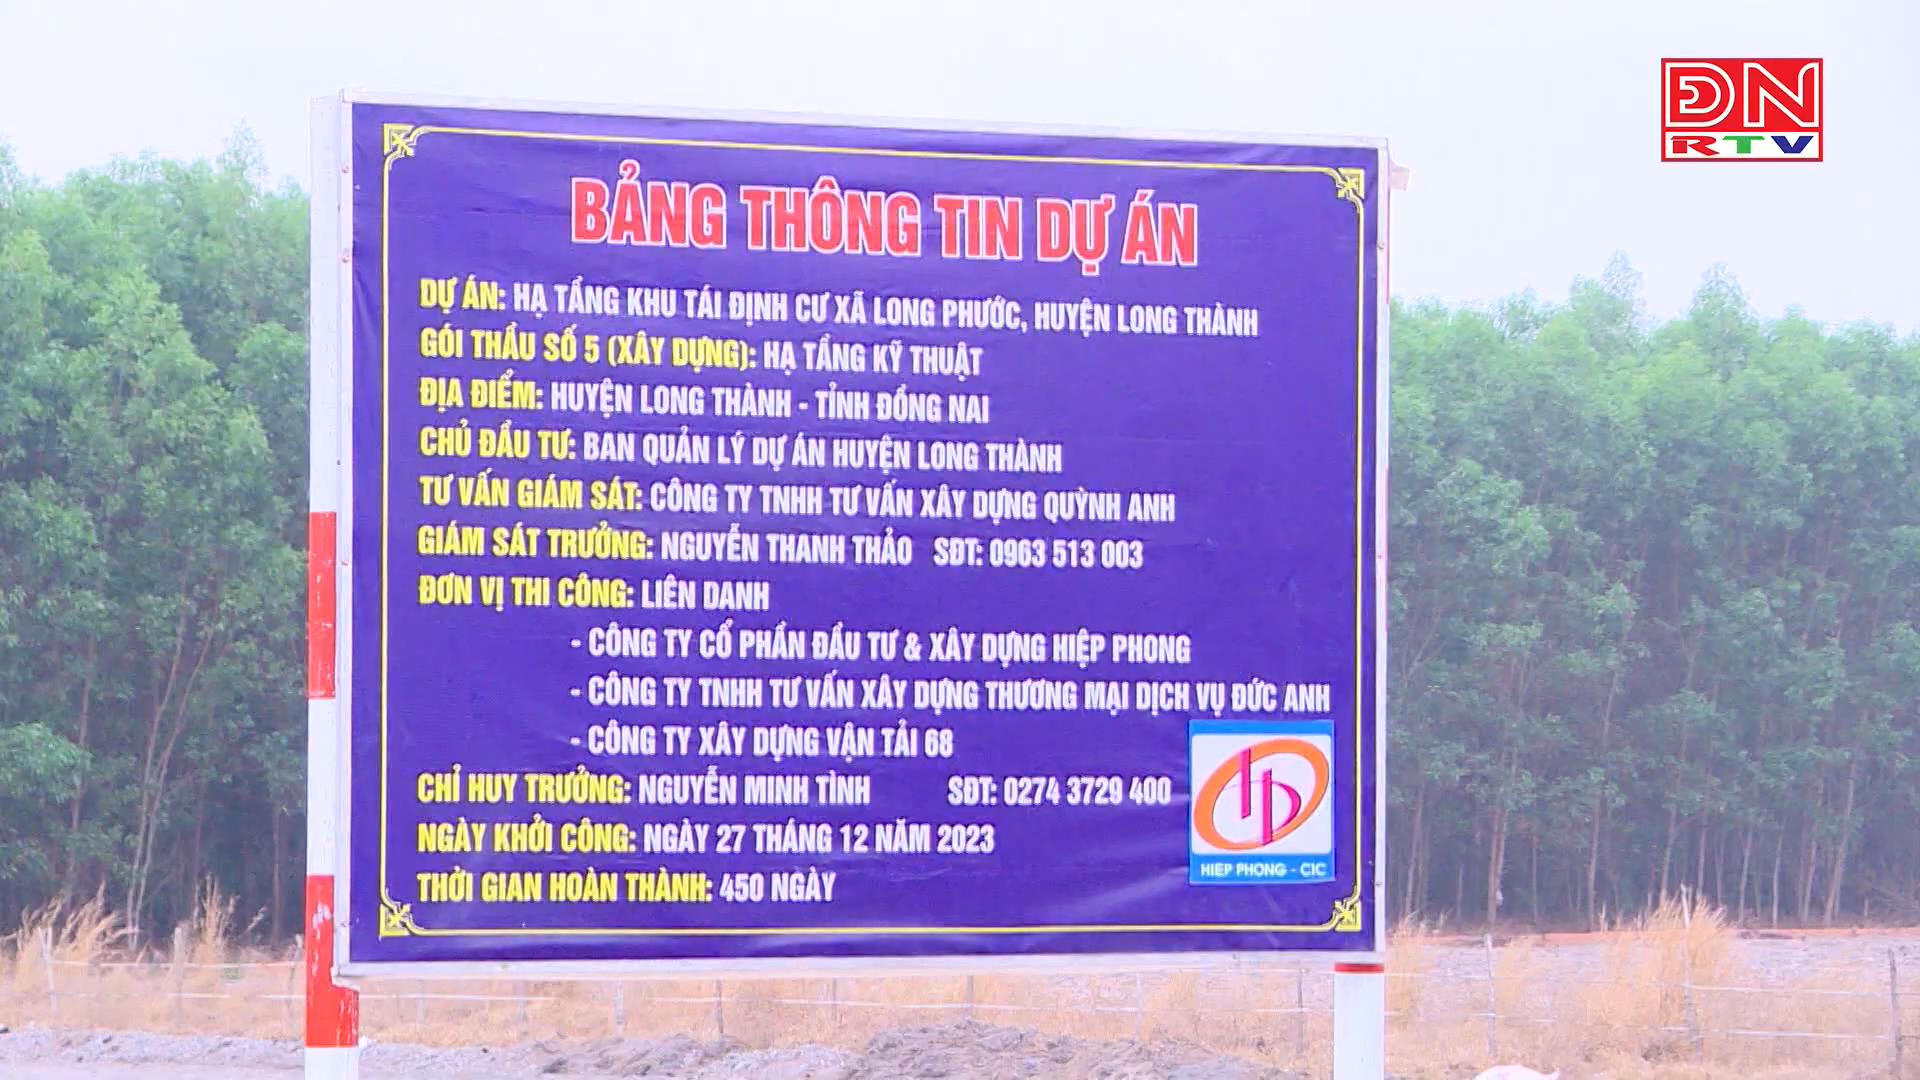 ĐN
RTV
BẢNG THÔNG TIN DỰ ÁN
DỰ ÁN: HẠ TẦNG KHU TÁI ĐỊNH CƯ XÃ LONG PHƯỚC, HUYỆN LONG THÀNH
GÓI THẦU SỐ 5 (XÂY DỰNG): HẠ TẦNG KỸ THUẬT
ĐỊA ĐIỂM: HUYỆN LONG THÀNH - TỈNH ĐỒNG NAI
CHỦ ĐẦU TƯ: BAN QUẢN LÝ DỰ ÁN HUYỆN LONG THÀNH
TƯ VẤN GIÁM SÁT: CÔNG TY TNHH TƯ VẤN XÂY DỰNG QUỲNH ANH
GIÁM SÁT TRƯỞNG: NGUYỄN THANH THẢO SĐT: 0963 513 003
ĐƠN VỊ THI CÔNG: LIÊN DANH
- CÔNG TY CỔ PHẦN ĐẦU TƯ & XÂY DỰNG HIỆP PHONG
- CÔNG TY TNHH TƯ VẤN XÂY DỰNG THƯƠNG MẠI DỊCH VỤ ĐỨC ANH
- CÔNG TY XÂY DỰNG VẬN TẢI 68
CHỈ HUY TRƯỞNG: NGUYỄN MINH TÌNH SĐT: 0274 3729 400
NGÀY KHỞI CÔNG: NGÀY 27 THÁNG 12 NĂM 2023
THỜI GIAN HOÀN THÀNH: 450 NGÀY
HIEP PHONG - CIC